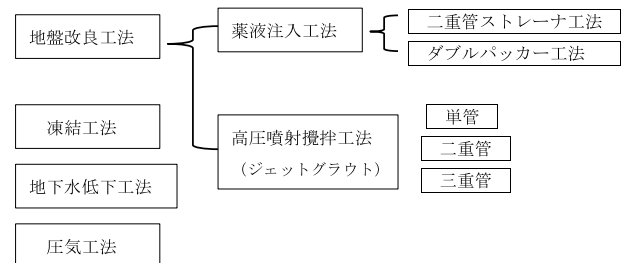 地盤改良工法
薬液注入工法
二重管ストレーナ工法
ダブルパッカー工法
凍結工法
高圧噴射攪拌工法
(ジェットグラウト)
単管
二重管
三重管
地下水低下工法
圧気工法